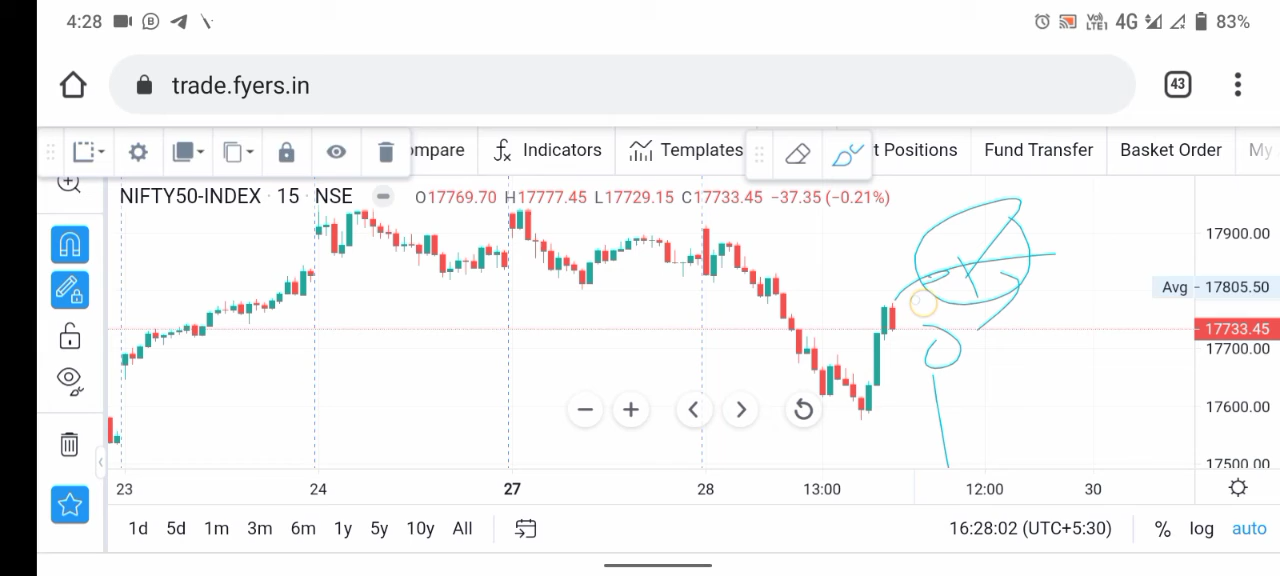 4:28 4G 83%
trade.fyers.in 43
ompare Indicators Templates t Positions Fund Transfer Basket Order My
NIFTY50-INDEX · 15 · NSE O17769.70 H17777.45 L17729.15 C17733.45 −37.35 (−0.21%)
17900.00
Avg - 17805.50
17733.45
17700.00
17600.00
17500.00
23 24 27 28 13:00 12:00 30
1d 5d 1m 3m 6m 1y 5y 10y All 16:28:02 (UTC+5:30) % log auto